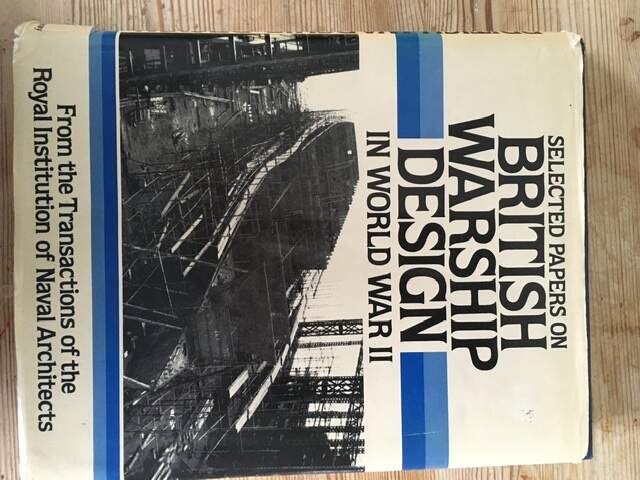 SELECTED PAPERS ON
BRITISH
WARSHIP
DESIGN
IN WORLD WAR II
From the Transactions of the
Royal Institution of Naval Architects